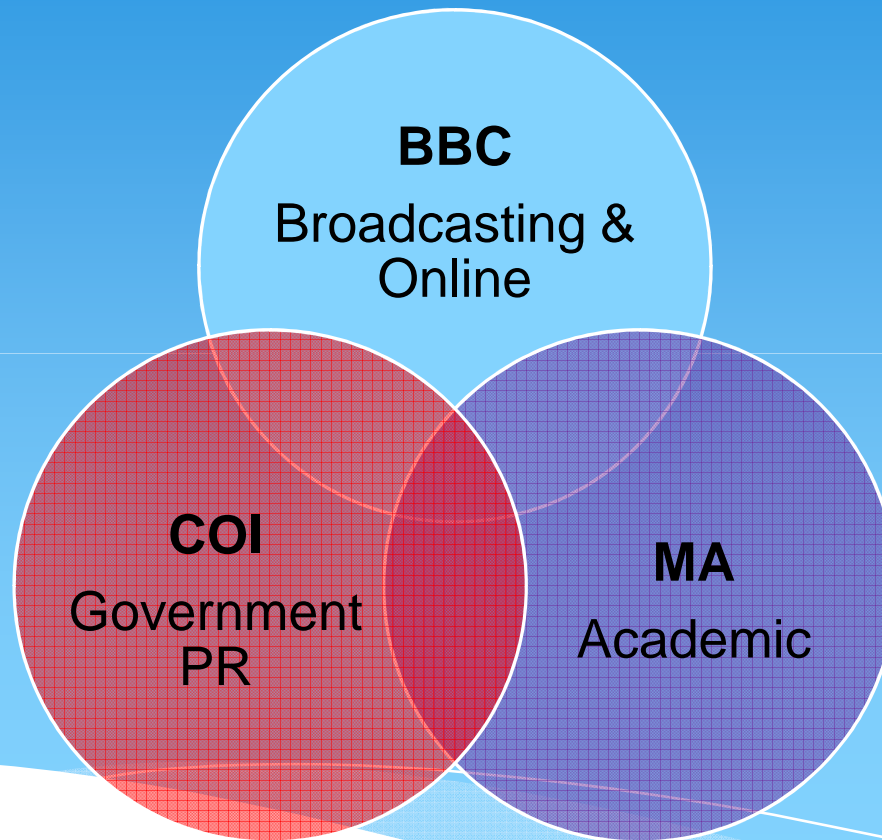 BBC
Broadcasting &
Online
COI
Government
PR
MA
Academic